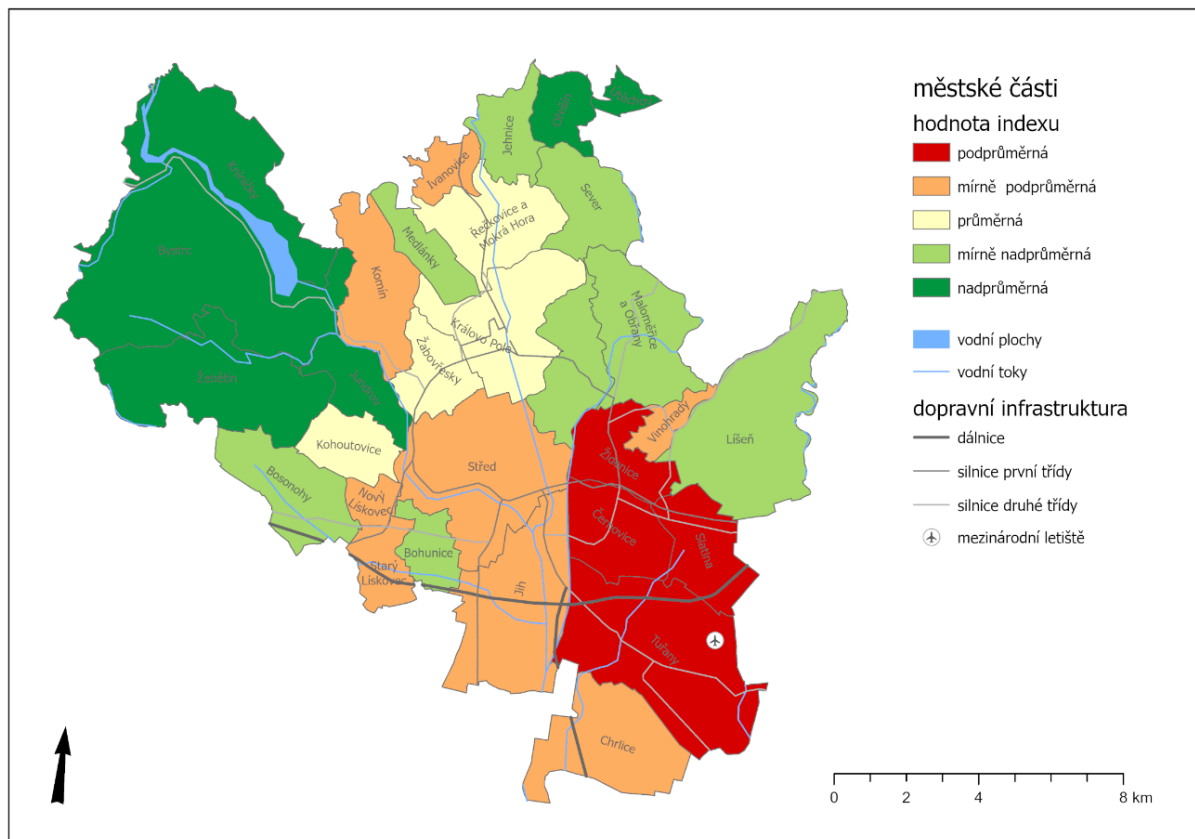 městské části
hodnota indexu
podprůměrná
mírně podprůměrná
průměrná
mírně nadprůměrná
nadprůměrná
vodní plochy
vodní toky
dopravní infrastruktura
dálnice
silnice první třídy
silnice druhé třídy
mezinárodní letiště
Útěchov
Ořešín
Jehnice
Ivanovice
Kníničky
Řečkovice a
Mokrá Hora
Sever
Medlánky
Bystrc
Komín
Maloměřice
a Obřany
Královo Pole
Žabovřesky
Žebětín
Jundrov
Vinohrady
Líšeň
Kohoutovice
Střed
Židenice
Bosonohy
Nový
Lískovec
Černovice
Slatina
Bohunice
Starý
Lískovec
Jih
Tuřany
Chrlice
0 2 4 8 km